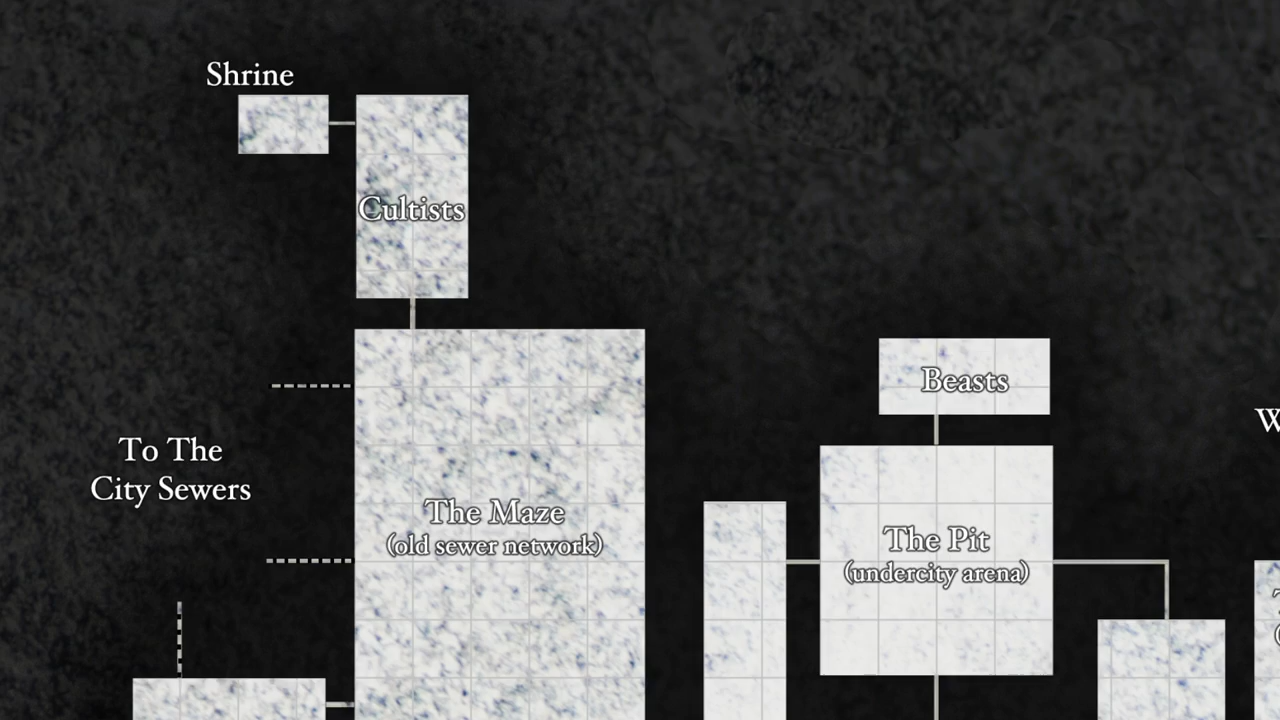 Shrine
Cultists
Beasts
To The
City Sewers
The Maze
(old sewer network)
The Pit
(undercity arena)